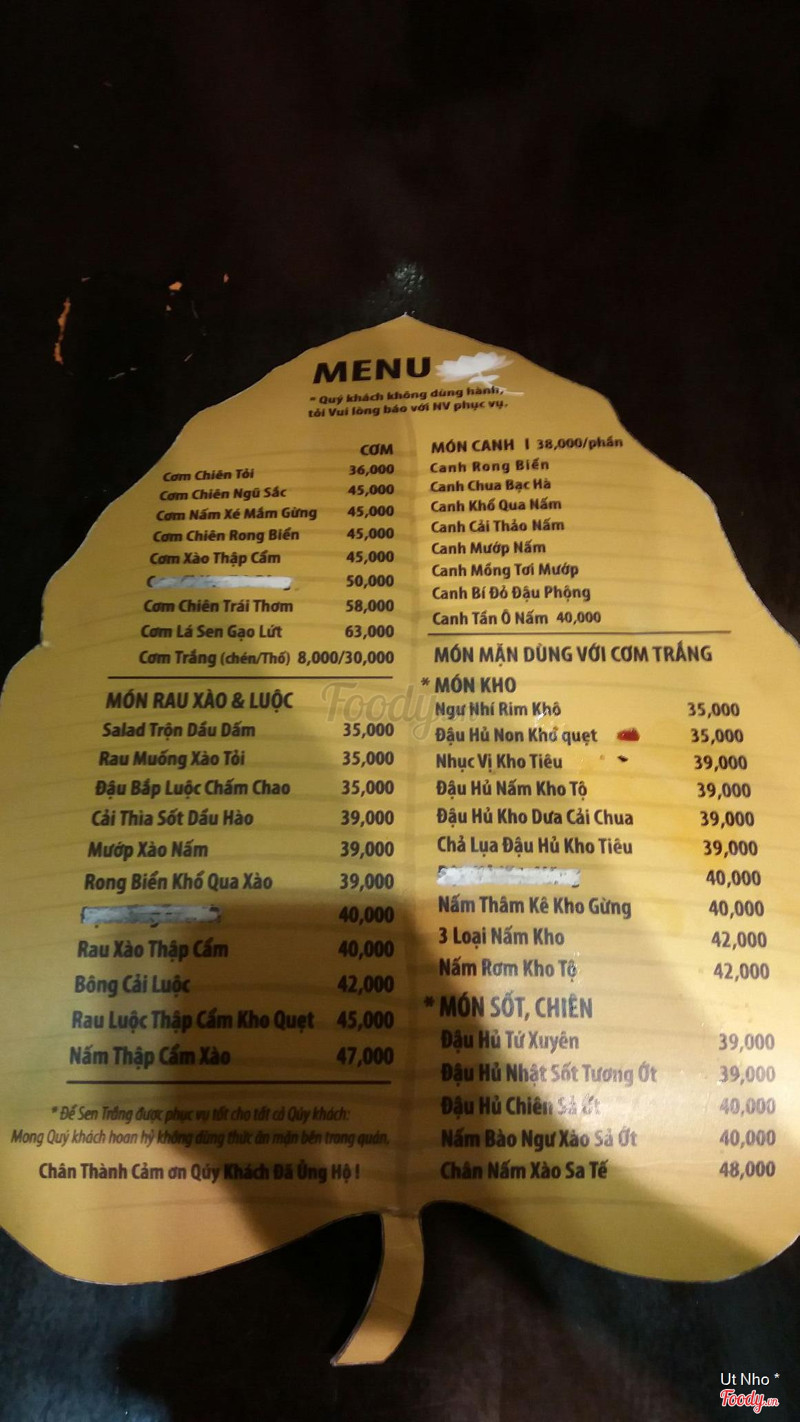 MENU
* Quý khách không dùng hành,
tỏi Vui lòng báo với NV phục vụ.
CƠM
Cơm Chiên Tỏi 36,000
Cơm Chiên Ngũ Sắc 45,000
Cơm Nấm Xé Mắm Gừng 45,000
Cơm Chiên Rong Biển 45,000
Cơm Xào Thập Cẩm 45,000
50,000
Cơm Chiên Trái Thơm 58,000
Cơm Lá Sen Gạo Lứt 63,000
Cơm Trắng (chén/Thố) 8,000/30,000
MÓN RAU XÀO & LUỘC
Salad Trộn Dầu Dấm 35,000
Rau Muống Xào Tỏi 35,000
Đậu Bắp Luộc Chấm Chao 35,000
Cải Thìa Sốt Dầu Hào 39,000
Mướp Xào Nấm 39,000
Rong Biển Khổ Qua Xào 39,000
40,000
Rau Xào Thập Cẩm 40,000
Bông Cải Luộc 42,000
Rau Luộc Thập Cẩm Kho Quẹt 45,000
Nấm Thập Cẩm Xào 47,000
* Để Sen Trắng được phục vụ tốt cho tất cả Qúy khách:
Mong Quý khách hoan hỷ không dùng thức ăn mặn bên trong quán.
Chân Thành Cảm ơn Qúy Khách Đã Ủng Hộ !
MÓN CANH I 38,000/phần
Canh Rong Biển
Canh Chua Bạc Hà
Canh Khổ Qua Nấm
Canh Cải Thảo Nấm
Canh Mướp Nấm
Canh Mồng Tơi Mướp
Canh Bí Đỏ Đậu Phộng
Canh Tần Ô Nấm 40,000
MÓN MẶN DÙNG VỚI CƠM TRẮNG
* MÓN KHO
Ngư Nhí Rim Khô 35,000
Đậu Hủ Non Kho quẹt 35,000
Nhục Vị Kho Tiêu 39,000
Đậu Hủ Nấm Kho Tộ 39,000
Đậu Hủ Kho Dưa Cải Chua 39,000
Chả Lụa Đậu Hủ Kho Tiêu 39,000
40,000
Nấm Thâm Kê Kho Gừng 40,000
3 Loại Nấm Kho 42,000
Nấm Rơm Kho Tộ 42,000
* MÓN SỐT, CHIÊN
Đậu Hủ Tứ Xuyên 39,000
Đậu Hủ Nhật Sốt Tương Ớt 39,000
Đậu Hủ Chiên Sả Ớt 40,000
Nấm Bào Ngư Xào Sả Ớt 40,000
Chân Nấm Xào Sa Tế 48,000
Foody
Ut Nho *
Foody.vn